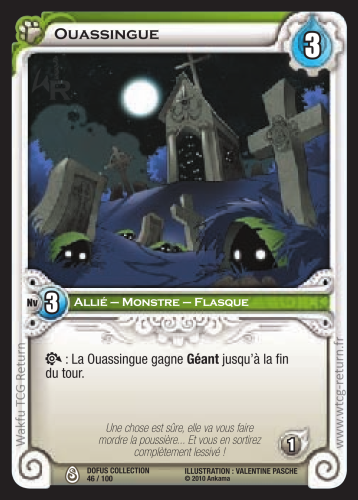 OUASSINGUE
3
Nv 3 ALLIÉ – MONSTRE – FLASQUE
: La Ouassingue gagne Géant jusqu'à la fin
du tour.
Une chose est sûre, elle va vous faire
mordre la poussière... Et vous en sortirez
complètement lessivé !
1
DOFUS COLLECTION
46 / 100
ILLUSTRATION : VALENTINE PASCHE
© 2010 Ankama
Wakfu TCG Return
www.wtcg-return.fr